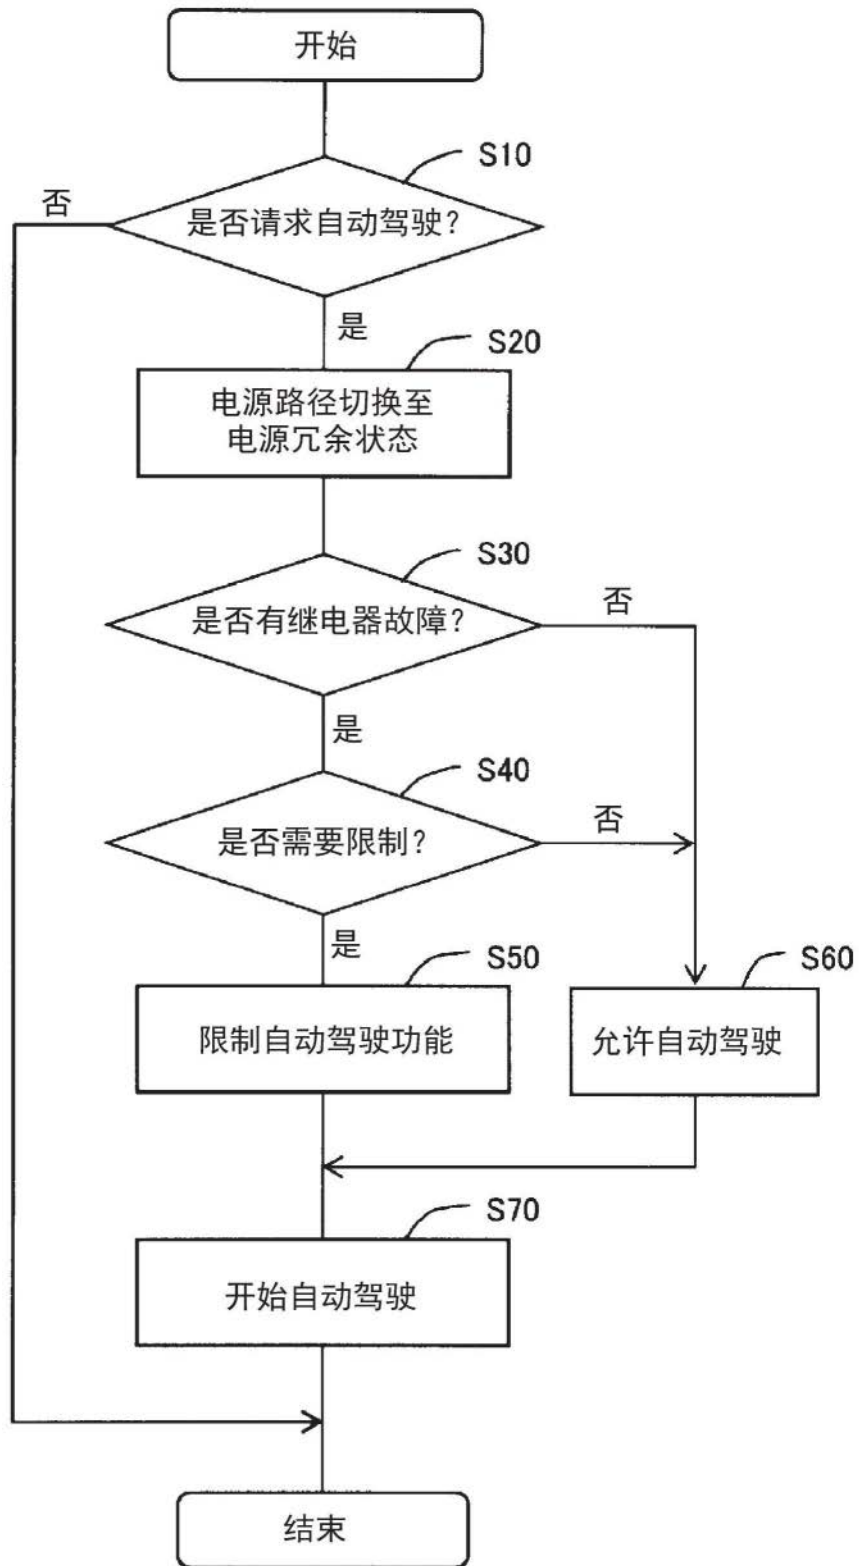 开始
S10
否
是否请求自动驾驶?
是
S20
电源路径切换至
电源冗余状态
S30
是否有继电器故障?
否
是
S40
是否需要限制?
否
是
S50
限制自动驾驶功能
S60
允许自动驾驶
S70
开始自动驾驶
结束